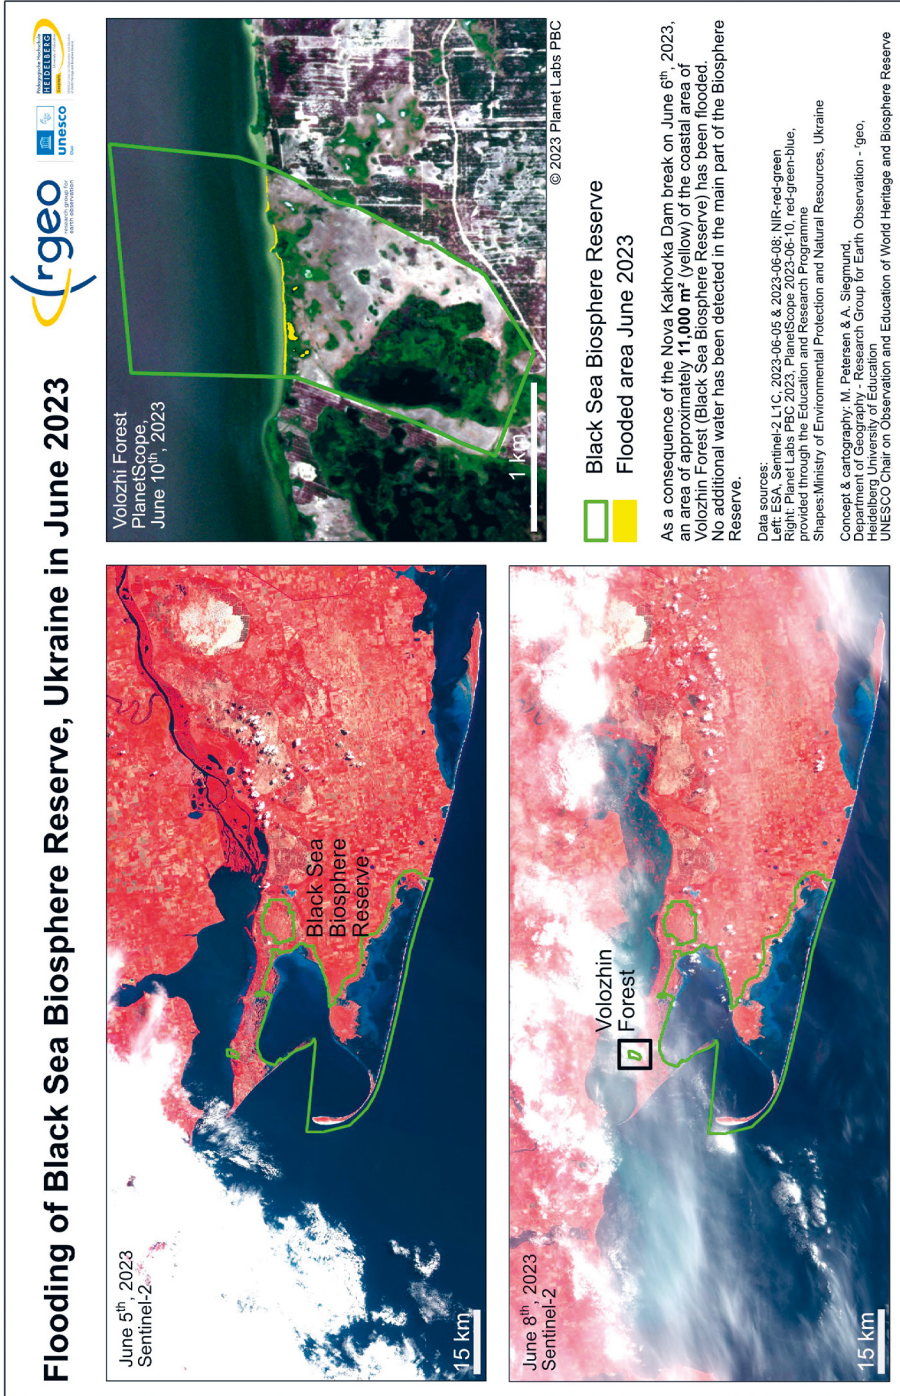 Flooding of Black Sea Biosphere Reserve, Ukraine in June 2023
rgeo
research group for
earth observation
unesco
Chair
Pädagogische Hochschule
HEIDELBERG
June 5th, 2023
Sentinel-2
Black Sea
Biosphere
Reserve
15 km
June 8th, 2023
Sentinel-2
Volozhin
Forest
15 km
Volozhi Forest
PlanetScope,
June 10th, 2023
1 km
© 2023 Planet Labs PBC
Black Sea Biosphere Reserve
Flooded area June 2023
As a consequence of the Nova Kakhovka Dam break on June 6th, 2023,
an area of approximately 11,000 m² (yellow) of the coastal area of
Volozhin Forest (Black Sea Biosphere Reserve) has been flooded.
No additional water has been detected in the main part of the Biosphere
Reserve.
Data sources:
Left: ESA, Sentinel-2 L1C, 2023-06-05 & 2023-06-08; NIR-red-green
Right: Planet Labs PBC 2023, PlanetScope 2023-06-10, red-green-blue,
provided through the Education and Research Programme
Shapes:Ministry of Environmental Protection and Natural Resources, Ukraine
Concept & cartography: M. Petersen & A. Siegmund,
Department of Geography - Research Group for Earth Observation - rgeo,
Heidelberg University of Education
UNESCO Chair on Observation and Education of World Heritage and Biosphere Reserve